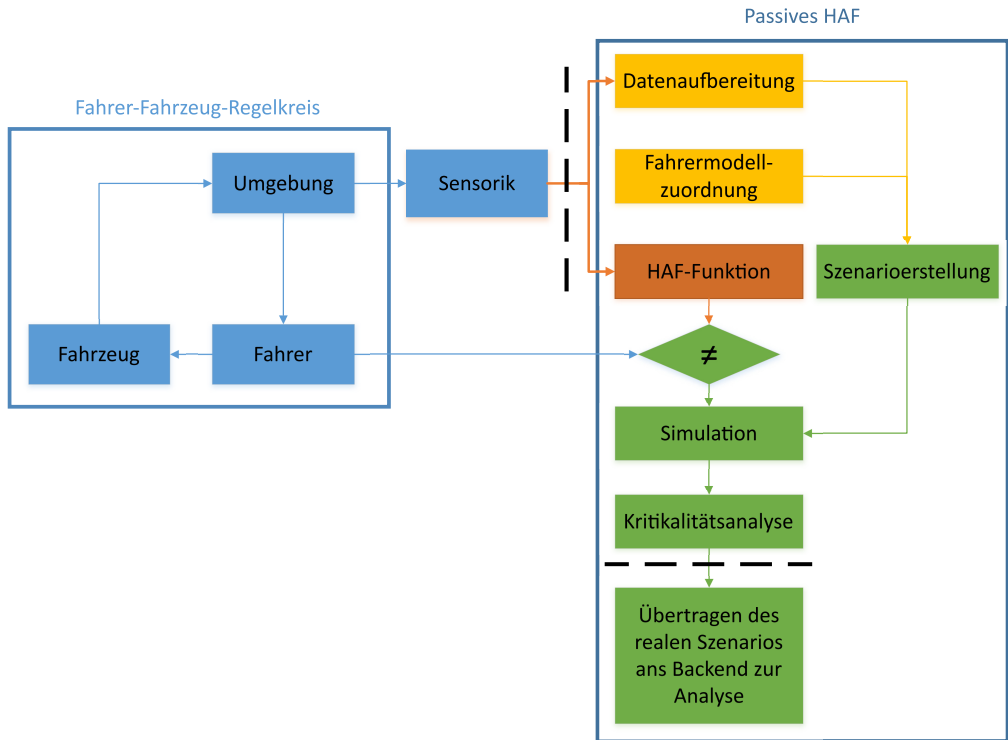 Passives HAF
Fahrer-Fahrzeug-Regelkreis
Datenaufbereitung
Umgebung
Sensorik
Fahrermodell-
zuordnung
HAF-Funktion
Szenarioerstellung
Fahrzeug
Fahrer
≠
Simulation
Kritikalitätsanalyse
Übertragen des
realen Szenarios
ans Backend zur
Analyse